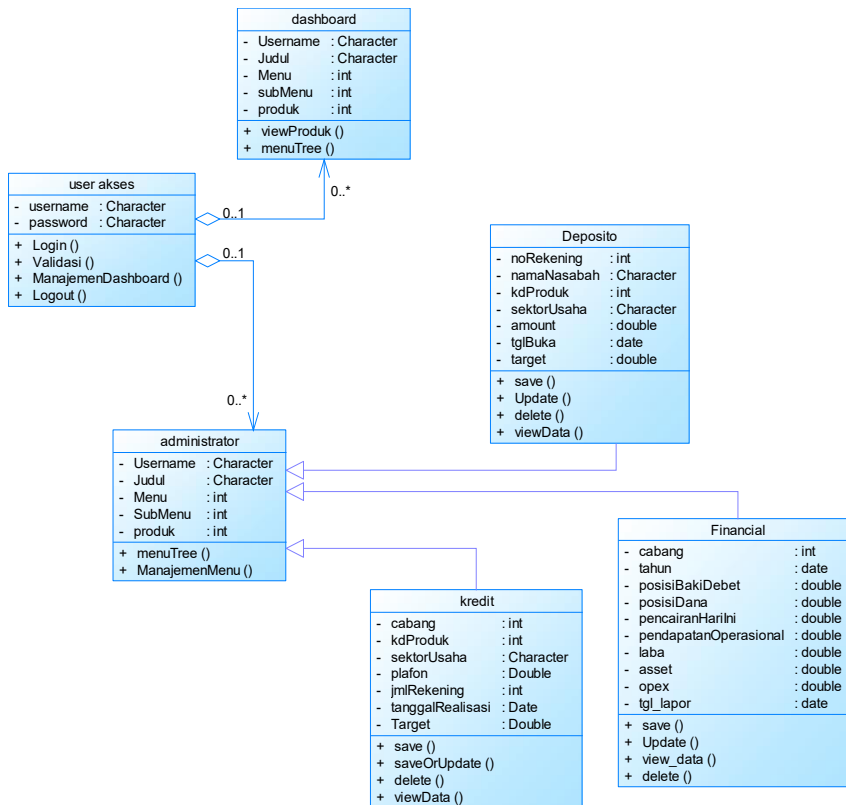 dashboard
- Username : Character
- Judul : Character
- Menu : int
- subMenu : int
- produk : int
+ viewProduk ()
+ menuTree ()
user akses
- username : Character
- password : Character
+ Login ()
+ Validasi ()
+ ManajemenDashboard ()
+ Logout ()
0..1
0..*
0..1
0..*
Deposito
- noRekening : int
- namaNasabah : Character
- kdProduk : int
- sektorUsaha : Character
- amount : double
- tglBuka : date
- target : double
+ save ()
+ Update ()
+ delete ()
+ viewData ()
administrator
- Username : Character
- Judul : Character
- Menu : int
- SubMenu : int
- produk : int
+ menuTree ()
+ ManajemenMenu ()
Financial
- cabang : int
- tahun : date
- posisiBakiDebet : double
- posisiDana : double
- pencairanHariIni : double
- pendapatanOperasional : double
- laba : double
- asset : double
- opex : double
- tgl_lapor : date
+ save ()
+ Update ()
+ view_data ()
+ delete ()
kredit
- cabang : int
- kdProduk : int
- sektorUsaha : Character
- plafon : Double
- jmlRekening : int
- tanggalRealisasi : Date
- Target : Double
+ save ()
+ saveOrUpdate ()
+ delete ()
+ viewData ()